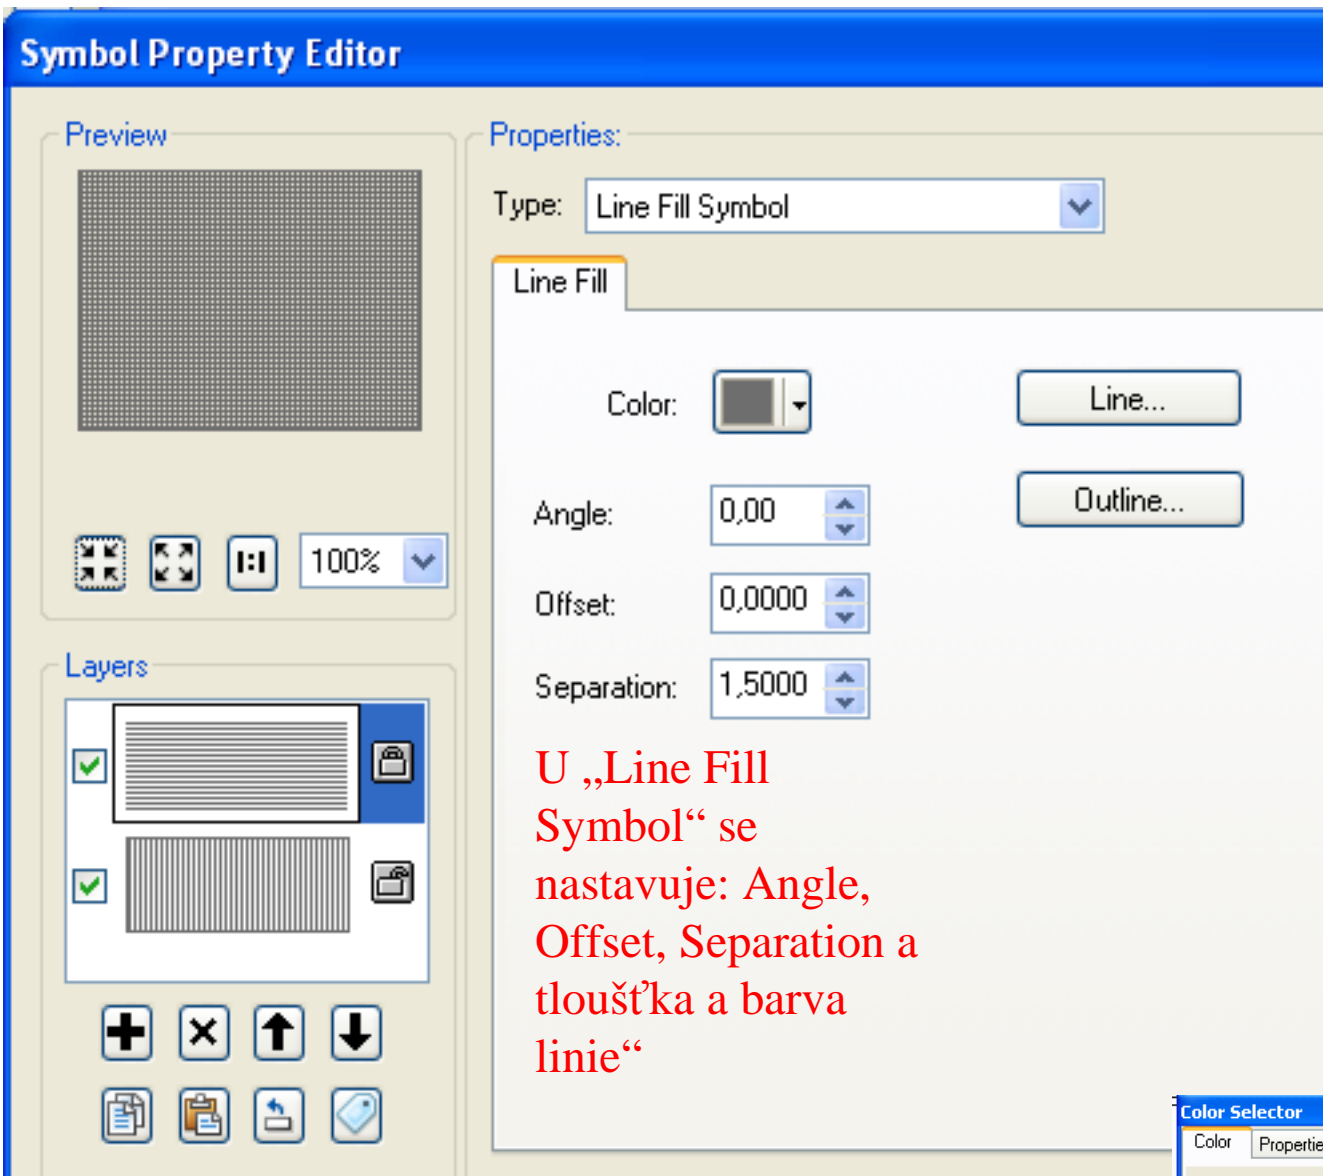 Symbol Property Editor
Preview
Properties:
Type: Line Fill Symbol
Line Fill
Color:
Line...
Angle: 0,00
Outline...
1:1 100%
Offset: 0,0000
Layers
Separation: 1,5000
U „Line Fill
Symbol“ se
nastavuje: Angle,
Offset, Separation a
tloušťka a barva
linie“
Color Selector
Color Propertie